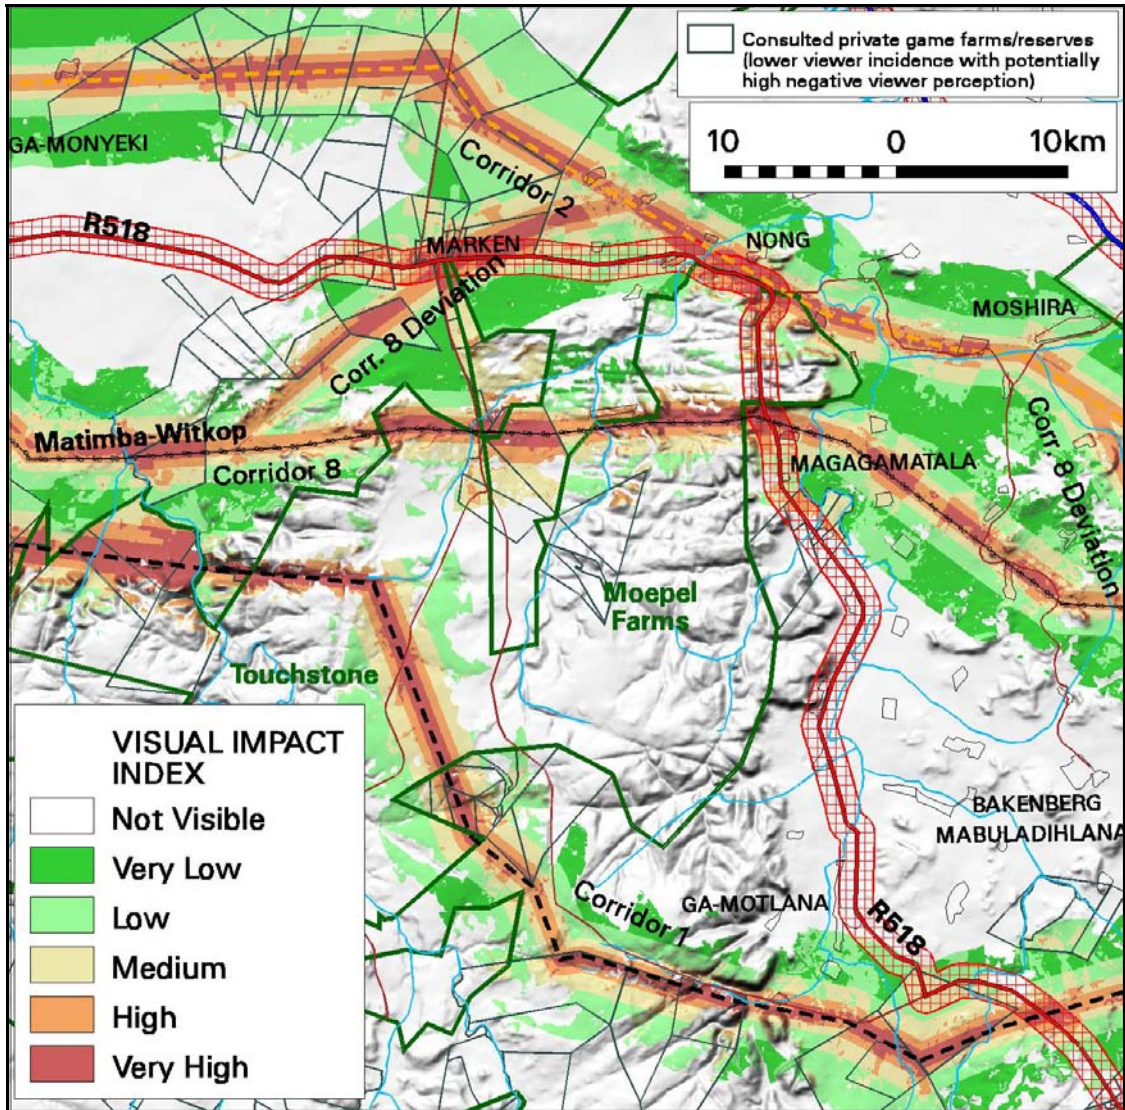 Consulted private game farms/reserves
(lower viewer incidence with potentially
high negative viewer perception)
10 0 10km
GA-MONYEKI
Corridor 2
R518
MARKEN
NONG
Corr. 8 Deviation
MOSHIRA
Matimba-Witkop
Corridor 8
MAGAGAMATALA
Corr. 8 Deviation
Moepel
Farms
Touchstone
VISUAL IMPACT
INDEX
Not Visible
Very Low
Low
Medium
High
Very High
BAKENBERG
MABULADIHLANA
Corridor 1
GA-MOTLANA
R518